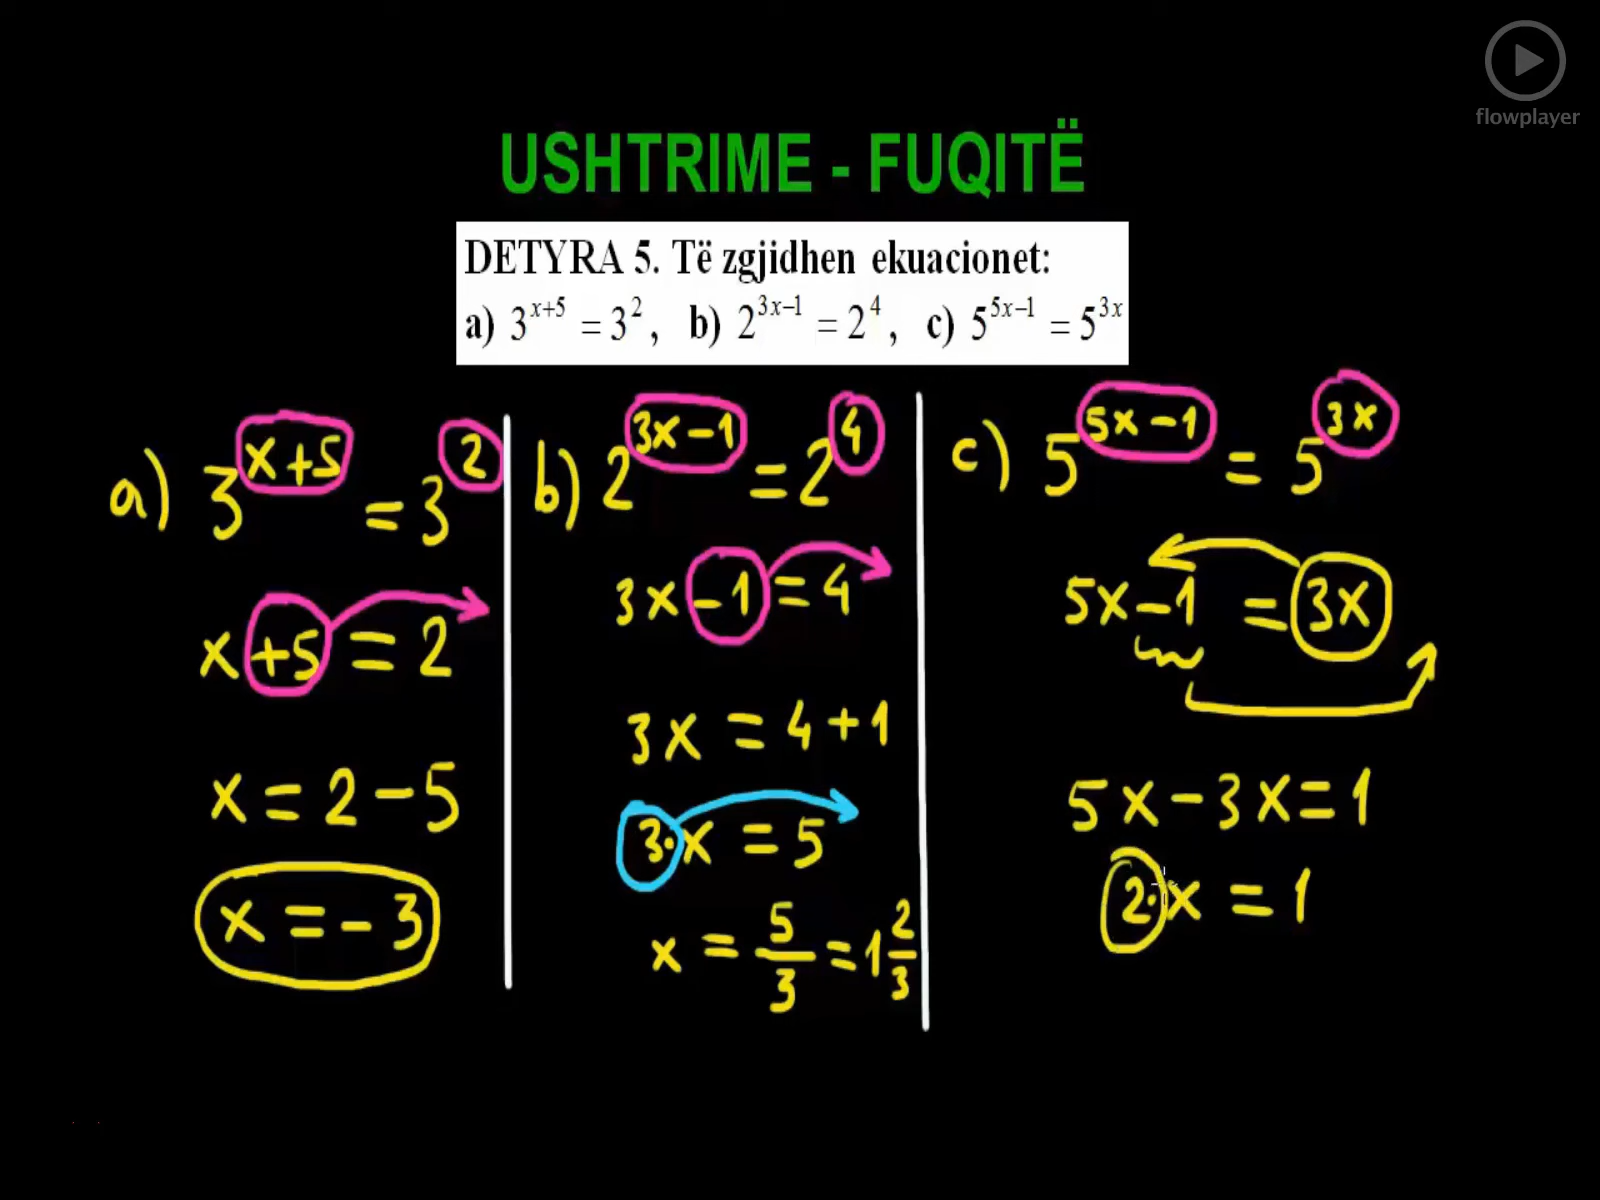 flowplayer
USHTRIME - FUQITË
DETYRA 5. Të zgjidhen ekuacionet:
a) 3^{x+5} = 3^2, b) 2^{3x-1} = 2^4, c) 5^{5x-1} = 5^{3x}
a) 3^{x+5} = 3^2
x+5 = 2
x = 2-5
x = -3
b) 2^{3x-1} = 2^4
3x-1 = 4
3x = 4+1
3·x = 5
x = 5/3 = 1 2/3
c) 5^{5x-1} = 5^{3x}
5x-1 = 3x
5x-3x=1
2·x = 1